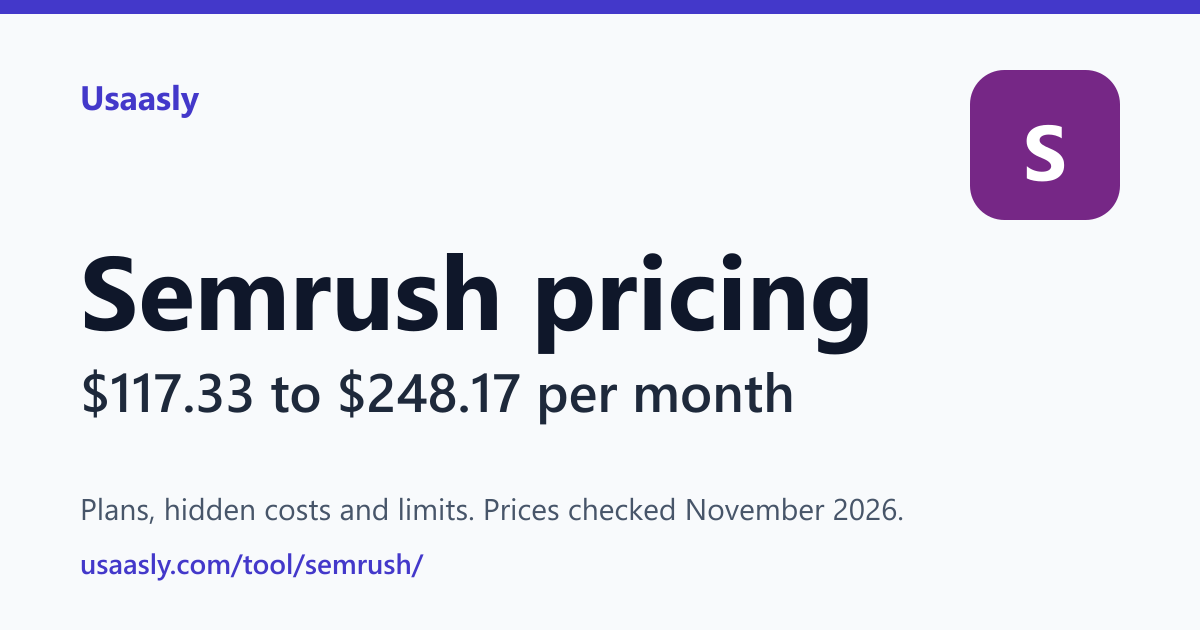 Usaasly
S
Semrush pricing
$117.33 to $248.17 per month
Plans, hidden costs and limits. Prices checked November 2026.
usaasly.com/tool/semrush/